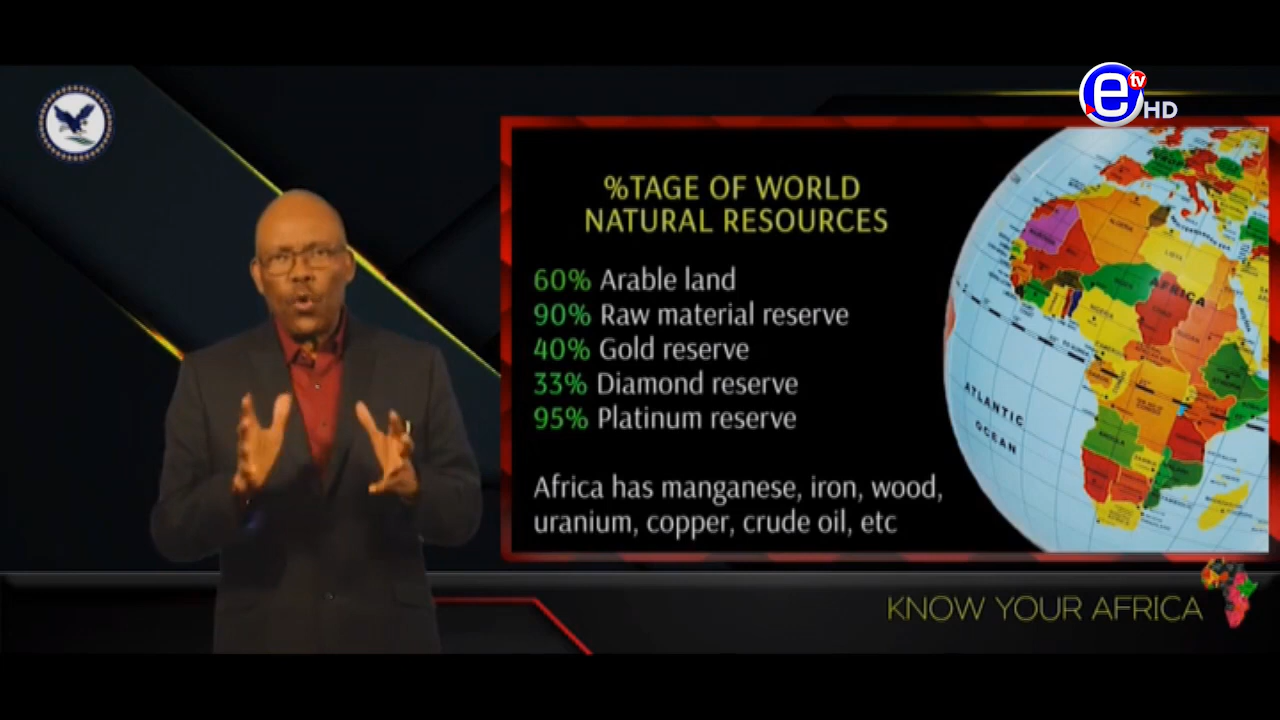 e tv HD
%TAGE OF WORLD
NATURAL RESOURCES
60% Arable land
90% Raw material reserve
40% Gold reserve
33% Diamond reserve
95% Platinum reserve
Africa has manganese, iron, wood,
uranium, copper, crude oil, etc
AFRICA
ATLANTIC
OCEAN
KNOW YOUR AFRICA